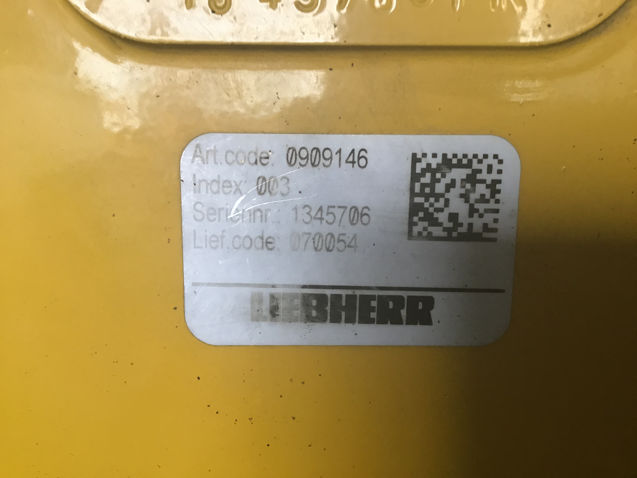 Art.code: 0909146
Index: 003
Seriennr.: 1345706
Lief.code: 070054
LIEBHERR